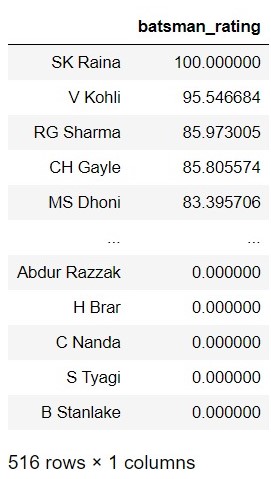 batsman_rating
SK Raina 100.000000
V Kohli 95.546684
RG Sharma 85.973005
CH Gayle 85.805574
MS Dhoni 83.395706
... ...
Abdur Razzak 0.000000
H Brar 0.000000
C Nanda 0.000000
S Tyagi 0.000000
B Stanlake 0.000000
516 rows × 1 columns